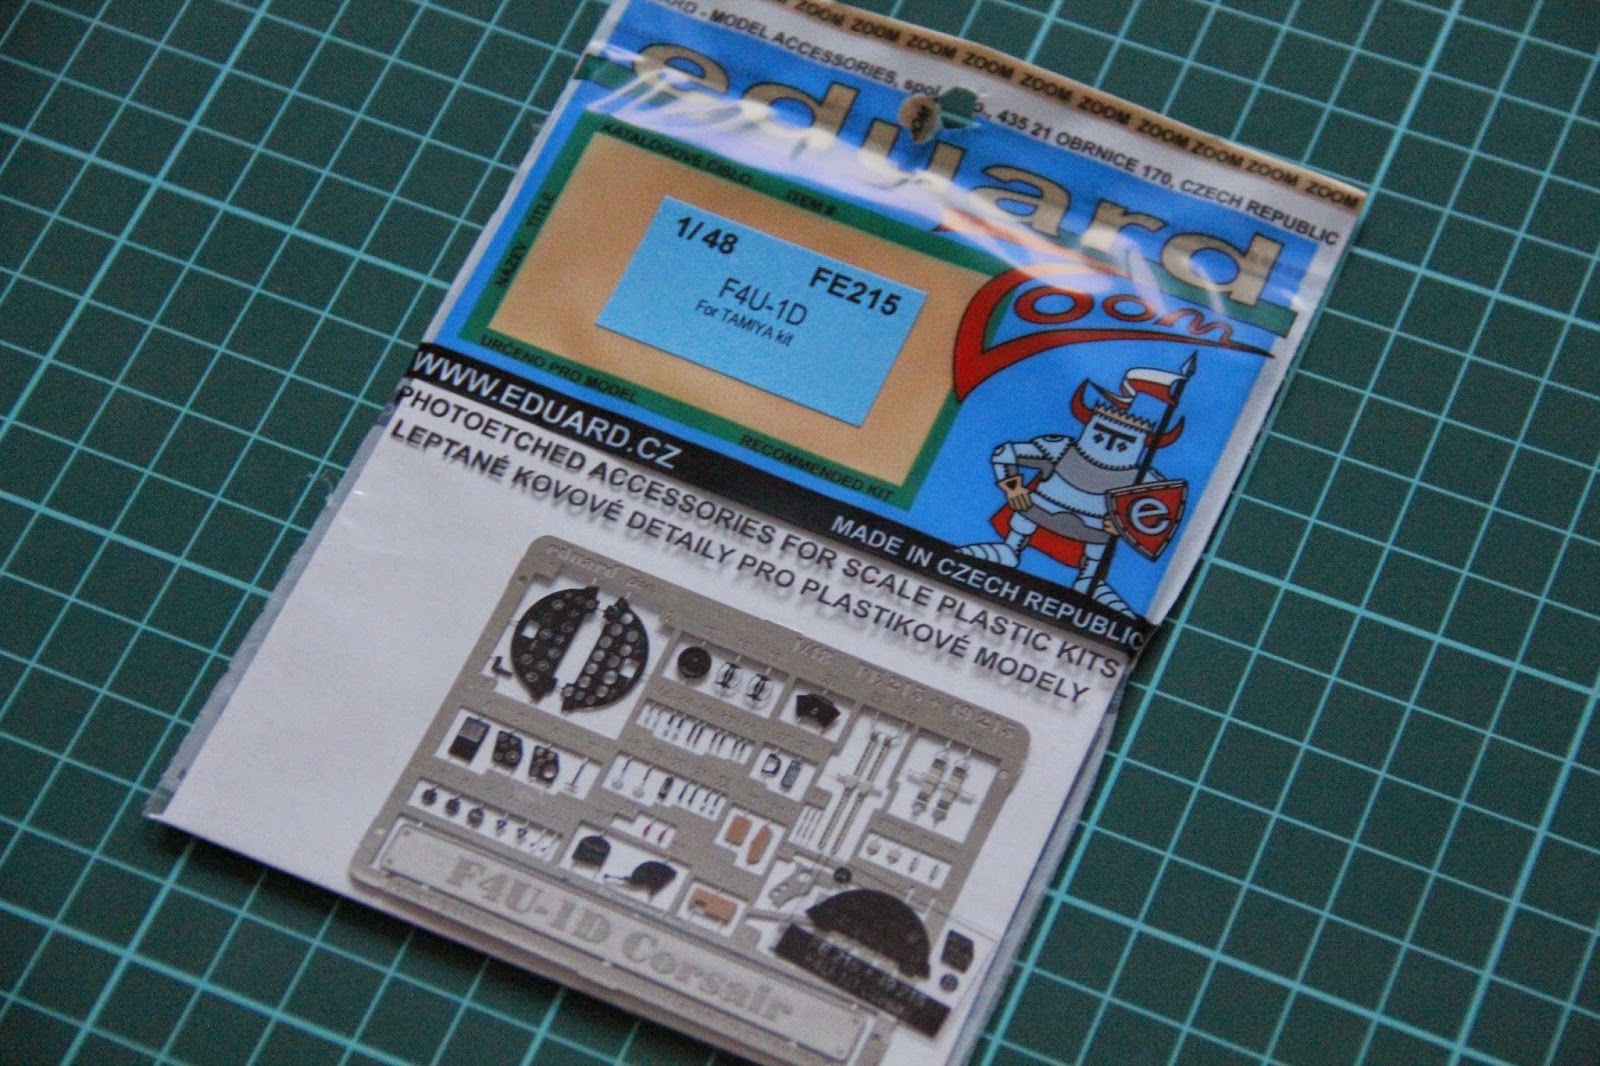 ZOOM ZOOM ZOOM ZOOM ZOOM ZOOM ZOOM ZOOM ZOOM
- MODEL ACCESSORIES, spol. 435 21 OBRNICE 170, CZECH REPUBLIC
eduard
Zoom
KATALOGOVÉ ČÍSLO ITEM #
NÁZEV TITLE
1/48
FE215
F4U-1D
For TAMIYA kit
URČENO PRO MODEL
RECOMMENDED KIT
e
WWW.EDUARD.CZ
MADE IN CZECH REPUBLIC
PHOTOETCHED ACCESSORIES FOR SCALE PLASTIC KITS
LEPTANÉ KOVOVÉ DETAILY PRO PLASTIKOVÉ MODELY
eduard
1/48
F4U-1D Corsair